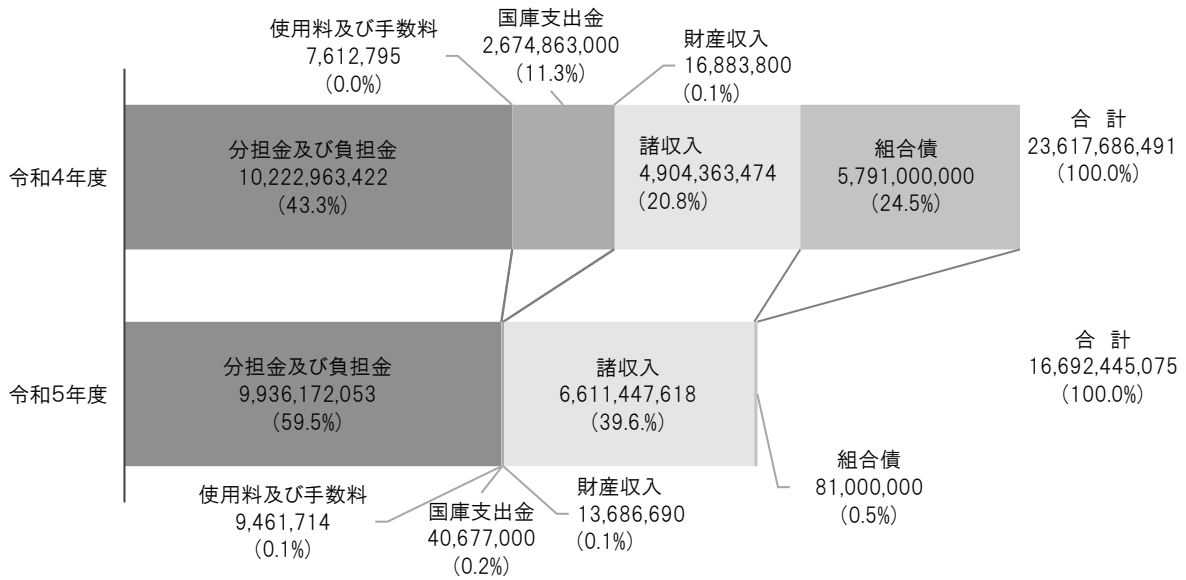 使用料及び手数料
7,612,795
(0.0%)
国庫支出金
2,674,863,000
(11.3%)
財産収入
16,883,800
(0.1%)
令和4年度
分担金及び負担金
10,222,963,422
(43.3%)
諸収入
4,904,363,474
(20.8%)
組合債
5,791,000,000
(24.5%)
合 計
23,617,686,491
(100.0%)
令和5年度
分担金及び負担金
9,936,172,053
(59.5%)
諸収入
6,611,447,618
(39.6.%)
合 計
16,692,445,075
(100.0%)
使用料及び手数料
9,461,714
(0.1%)
国庫支出金
40,677,000
(0.2%)
財産収入
13,686,690
(0.1%)
組合債
81,000,000
(0.5%)